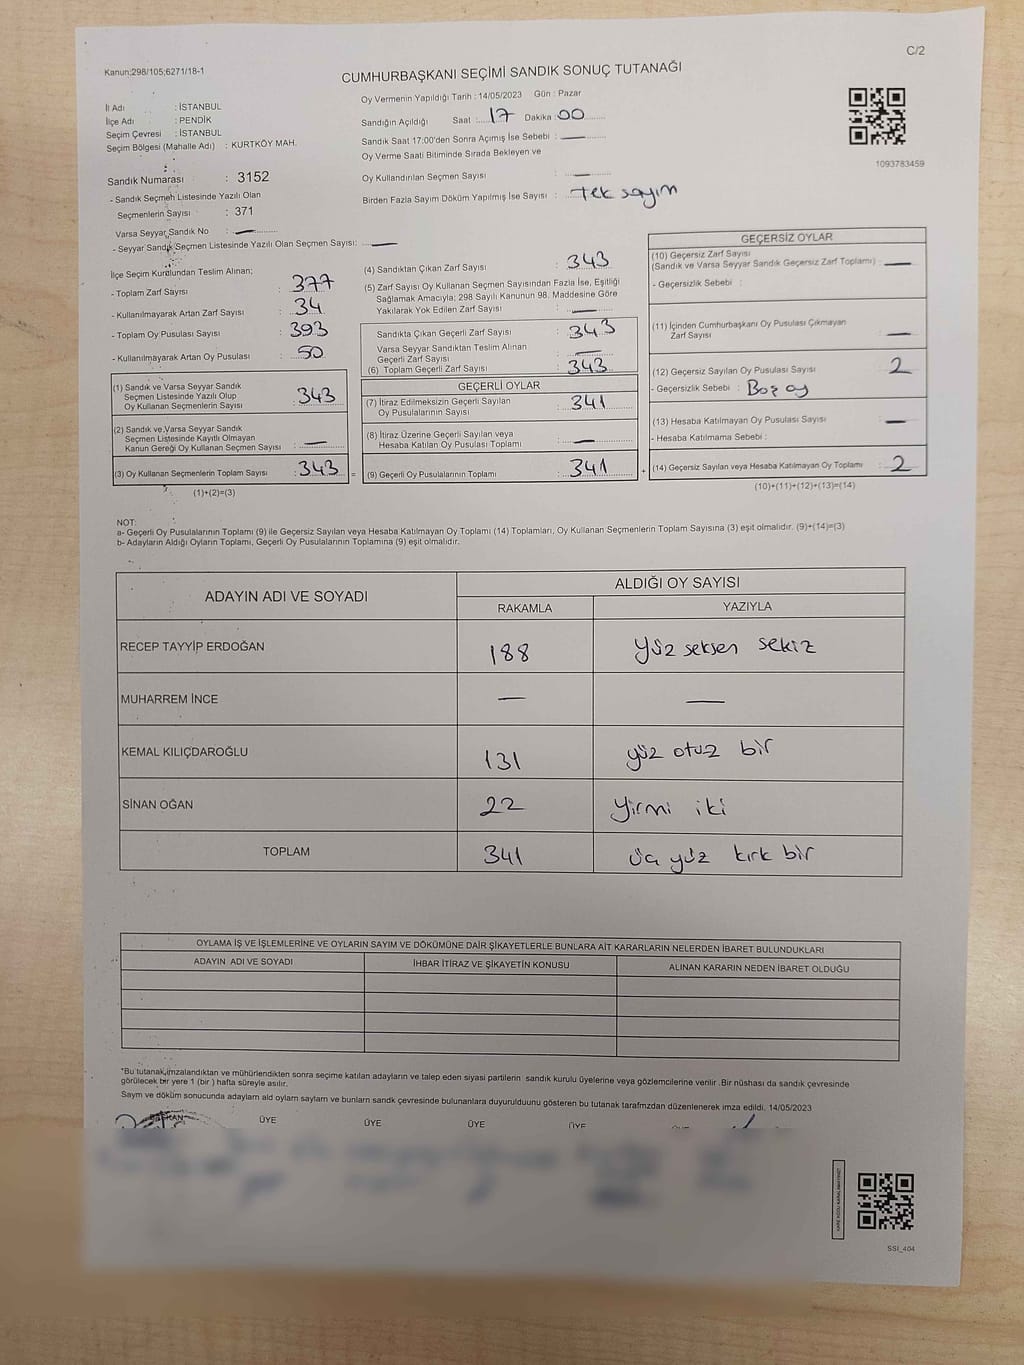 C/2
Kanun;298/105;6271/18-1
CUMHURBAŞKANI SEÇİMİ SANDIK SONUÇ TUTANAĞI
İl Adı : İSTANBUL
İlçe Adı : PENDİK
Seçim Çevresi : İSTANBUL
Seçim Bölgesi (Mahalle Adı) : KURTKÖY MAH.
Oy Vermenin Yapıldığı Tarih : 14/05/2023 Gün : Pazar
Sandığın Açıldığı Saat : 17 Dakika : 00
Sandık Saat 17:00'den Sonra Açımış İse Sebebi : —
Oy Verme Saati Bitiminde Sırada Bekleyen ve
Oy Kullandırılan Seçmen Sayısı : —
Birden Fazla Sayım Döküm Yapılmış İse Sayısı : Tek sayım
1093783459
Sandık Numarası : 3152
- Sandık Seçmen Listesinde Yazılı Olan
Seçmenlerin Sayısı : 371
Varsa Seyyar Sandık No : —
- Seyyar Sandık Seçmen Listesinde Yazılı Olan Seçmen Sayısı: —
İlçe Seçim Kurulundan Teslim Alınan;
- Toplam Zarf Sayısı : 377
- Kullanılmayarak Artan Zarf Sayısı : 34
- Toplam Oy Pusulası Sayısı : 393
- Kullanılmayarak Artan Oy Pusulası : 50
(1) Sandık ve Varsa Seyyar Sandık
Seçmen Listesinde Yazılı Olup
Oy Kullanan Seçmenlerin Sayısı : 343
(2) Sandık ve Varsa Seyyar Sandık
Seçmen Listesinde Kayıtlı Olmayan
Kanun Gereği Oy Kullanan Seçmen Sayısı : —
(3) Oy Kullanan Seçmenlerin Toplam Sayısı : 343 =
(1)+(2)=(3)
(4) Sandıktan Çıkan Zarf Sayısı : 343
(5) Zarf Sayısı Oy Kullanan Seçmen Sayısından Fazla İse, Eşitliği
Sağlamak Amacıyla; 298 Sayılı Kanunun 98. Maddesine Göre
Yakılarak Yok Edilen Zarf Sayısı : —
Sandıkta Çıkan Geçerli Zarf Sayısı : 343
Varsa Seyyar Sandıktan Teslim Alınan
Geçerli Zarf Sayısı : —
(6) Toplam Geçerli Zarf Sayısı : 343
GEÇERLİ OYLAR
(7) İtiraz Edilmeksizin Geçerli Sayılan
Oy Pusulalarının Sayısı : 341
(8) İtiraz Üzerine Geçerli Sayılan veya
Hesaba Katılan Oy Pusulası Toplamı : —
(9) Geçerli Oy Pusulalarının Toplamı : 341 +
GEÇERSİZ OYLAR
(10) Geçersiz Zarf Sayısı
(Sandık ve Varsa Seyyar Sandık Geçersiz Zarf Toplamı) : —
- Geçersizlik Sebebi :
(11) İçinden Cumhurbaşkanı Oy Pusulası Çıkmayan
Zarf Sayısı : —
(12) Geçersiz Sayılan Oy Pusulası Sayısı : 2
- Geçersizlik Sebebi : Boş oy
(13) Hesaba Katılmayan Oy Pusulası Sayısı : —
- Hesaba Katılmama Sebebi :
(14) Geçersiz Sayılan veya Hesaba Katılmayan Oy Toplamı : 2
(10)+(11)+(12)+(13)=(14)
NOT:
a- Geçerli Oy Pusulalarının Toplamı (9) ile Geçersiz Sayılan veya Hesaba Katılmayan Oy Toplamı (14) Toplamları, Oy Kullanan Seçmenlerin Toplam Sayısına (3) eşit olmalıdır. (9)+(14)=(3)
b- Adayların Aldığı Oyların Toplamı, Geçerli Oy Pusulalarının Toplamına (9) eşit olmalıdır.
ADAYIN ADI VE SOYADI ALDIĞI OY SAYISI
RAKAMLA YAZIYLA
RECEP TAYYİP ERDOĞAN 188 yüz seksen sekiz
MUHARREM İNCE — —
KEMAL KILIÇDAROĞLU 131 yüz otuz bir
SİNAN OĞAN 22 yirmi iki
TOPLAM 341 üç yüz kırk bir
OYLAMA İŞ VE İŞLEMLERİNE VE OYLARIN SAYIM VE DÖKÜMÜNE DAİR ŞİKAYETLERLE BUNLARA AİT KARARLARIN NELERDEN İBARET BULUNDUKLARI
ADAYIN ADI VE SOYADI İHBAR İTİRAZ VE ŞİKAYETİN KONUSU ALINAN KARARIN NEDEN İBARET OLDUĞU
*Bu tutanak,imzalandıktan ve mühürlendikten sonra seçime katılan adayların ve talep eden siyasi partilerin sandık kurulu üyelerine veya gözlemcilerine verilir .Bir nüshası da sandık çevresinde
görülecek bir yere 1 (bir ) hafta süreyle asılır.
Sayım ve döküm sonucunda adaylam ald oylam saylam ve bunlarn sandk çevresinde bulunanlara duyurulduunu gösteren bu tutanak tarafmzdan düzenlenerek imza edildi. 14/05/2023
BAŞKAN ÜYE ÜYE ÜYE ÜYE
SSI_404